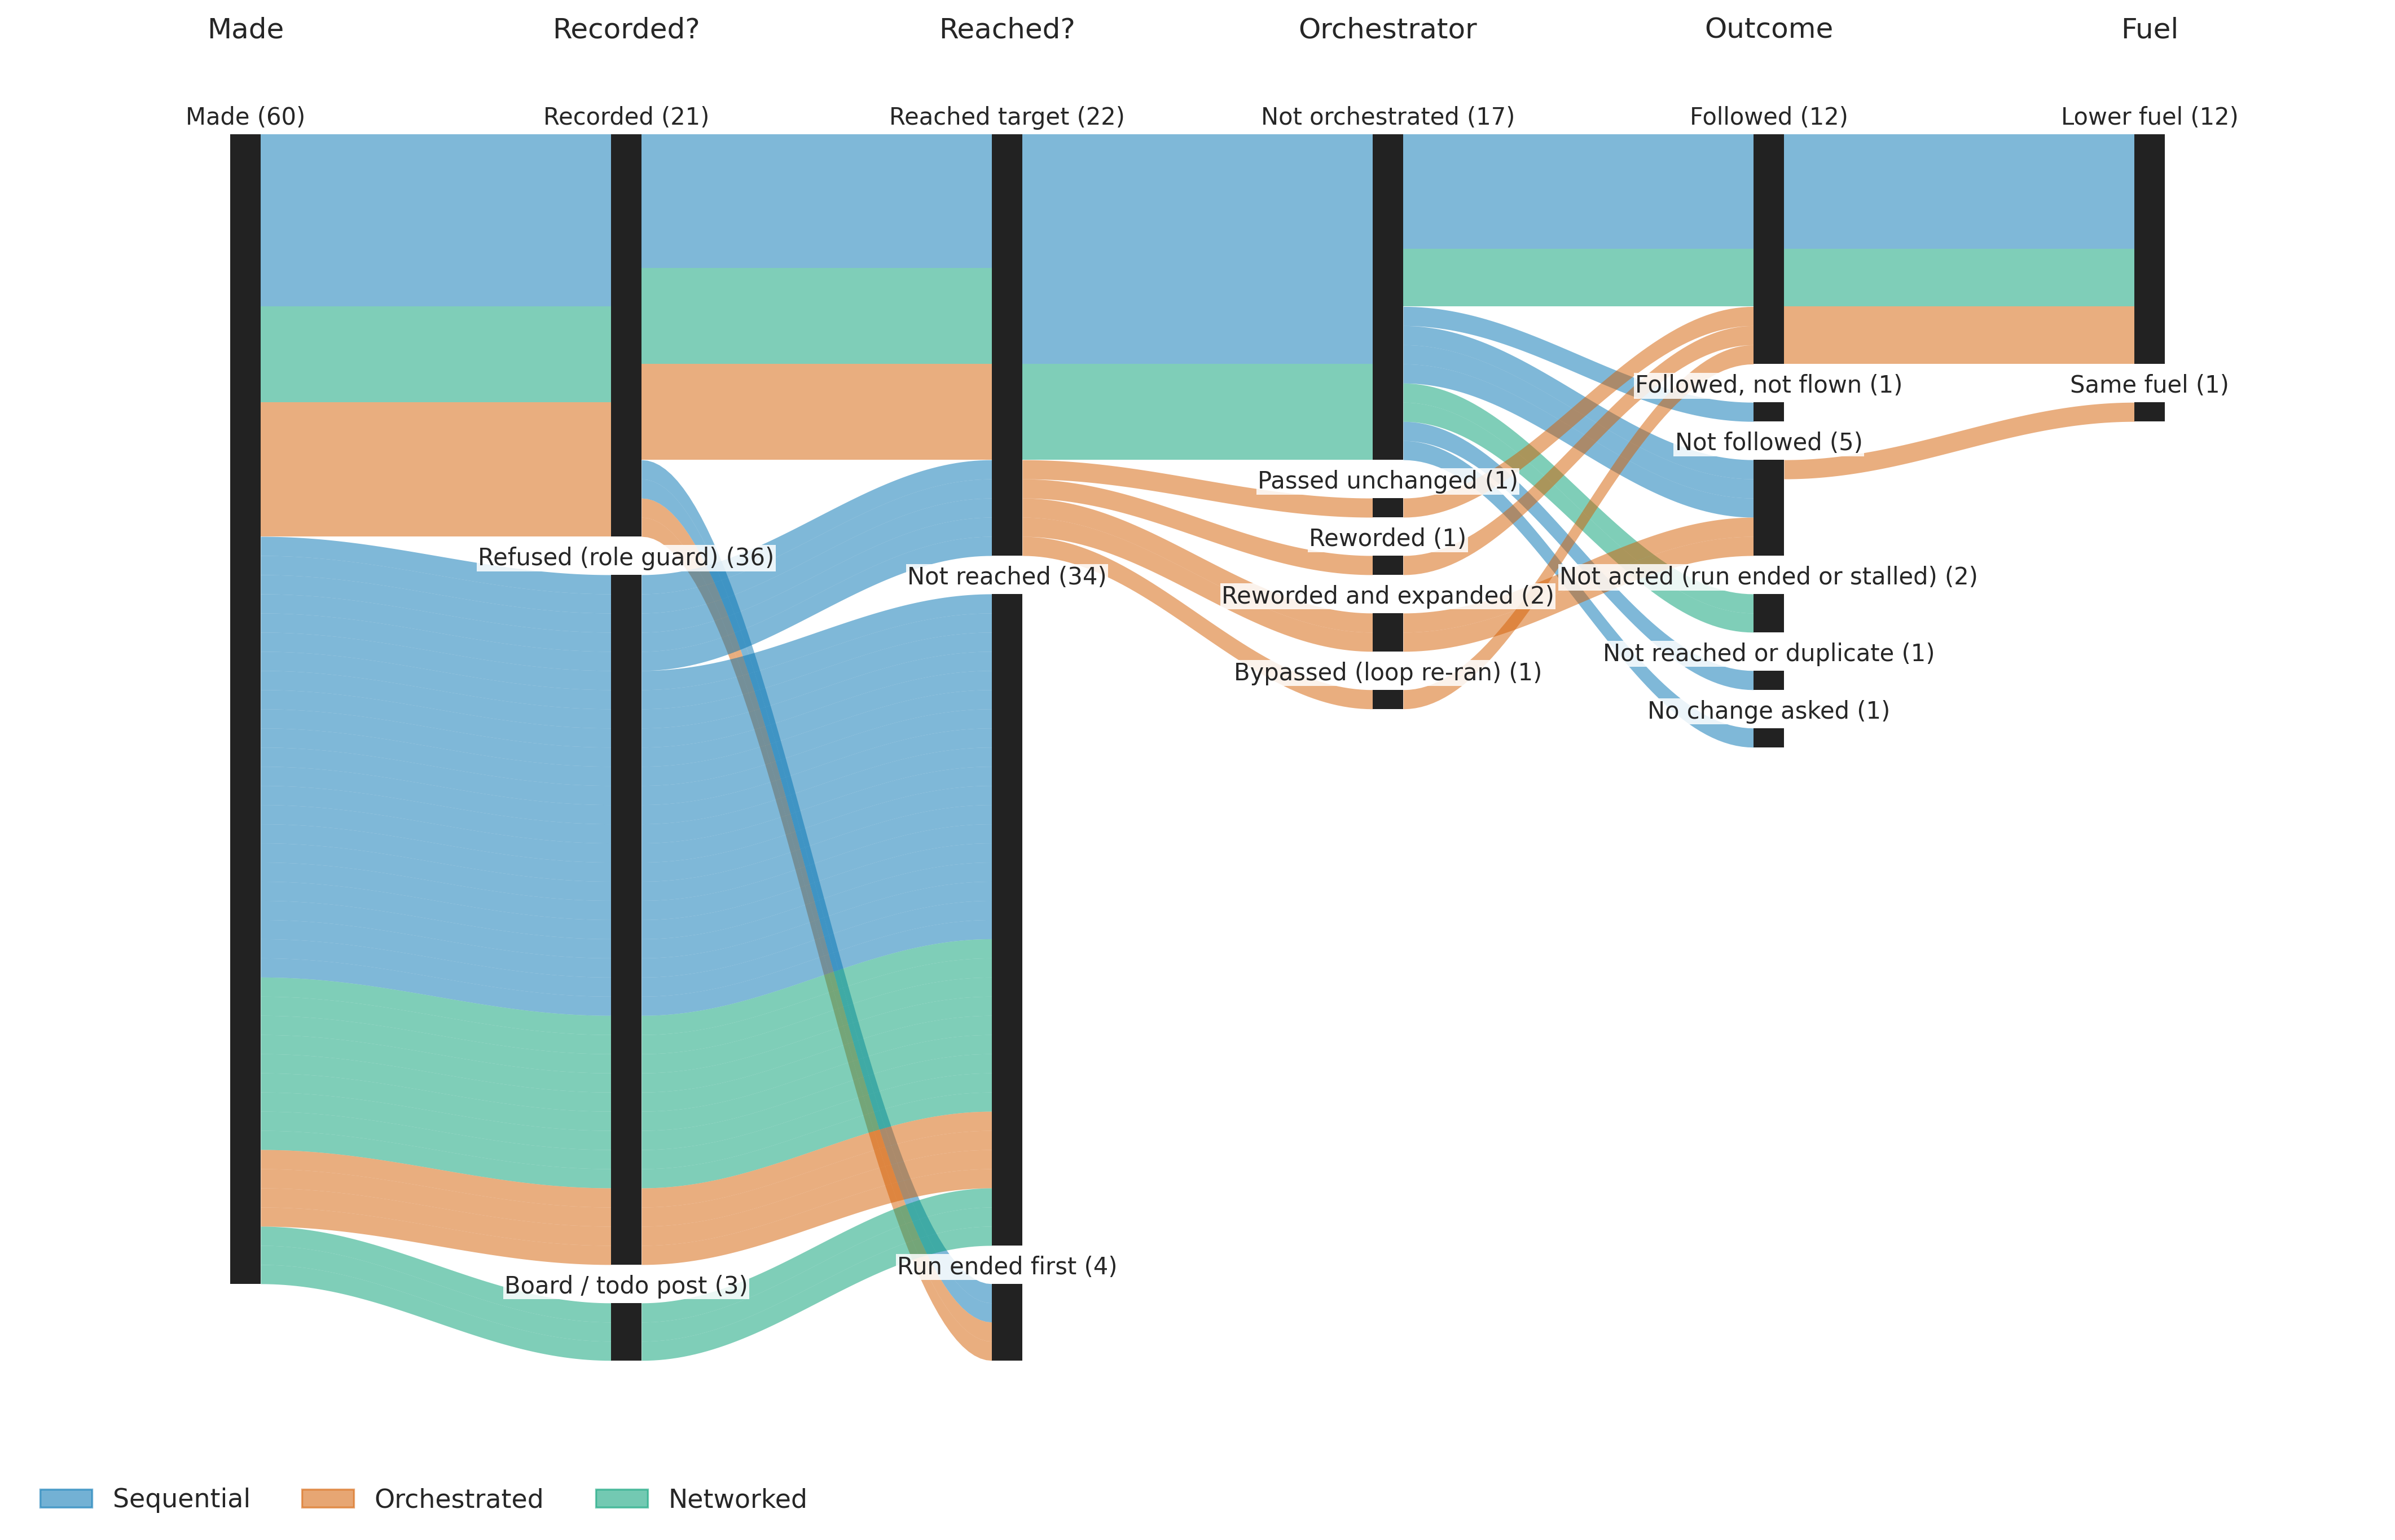 Made
Recorded?
Reached?
Orchestrator
Outcome
Fuel
Made (60)
Recorded (21)
Reached target (22)
Not orchestrated (17)
Followed (12)
Lower fuel (12)
Followed, not flown (1)
Same fuel (1)
Not followed (5)
Passed unchanged (1)
Reworded (1)
Refused (role guard) (36)
Not reached (34)
Not acted (run ended or stalled) (2)
Reworded and expanded (2)
Not reached or duplicate (1)
Bypassed (loop re-ran) (1)
No change asked (1)
Run ended first (4)
Board / todo post (3)
Sequential
Orchestrated
Networked